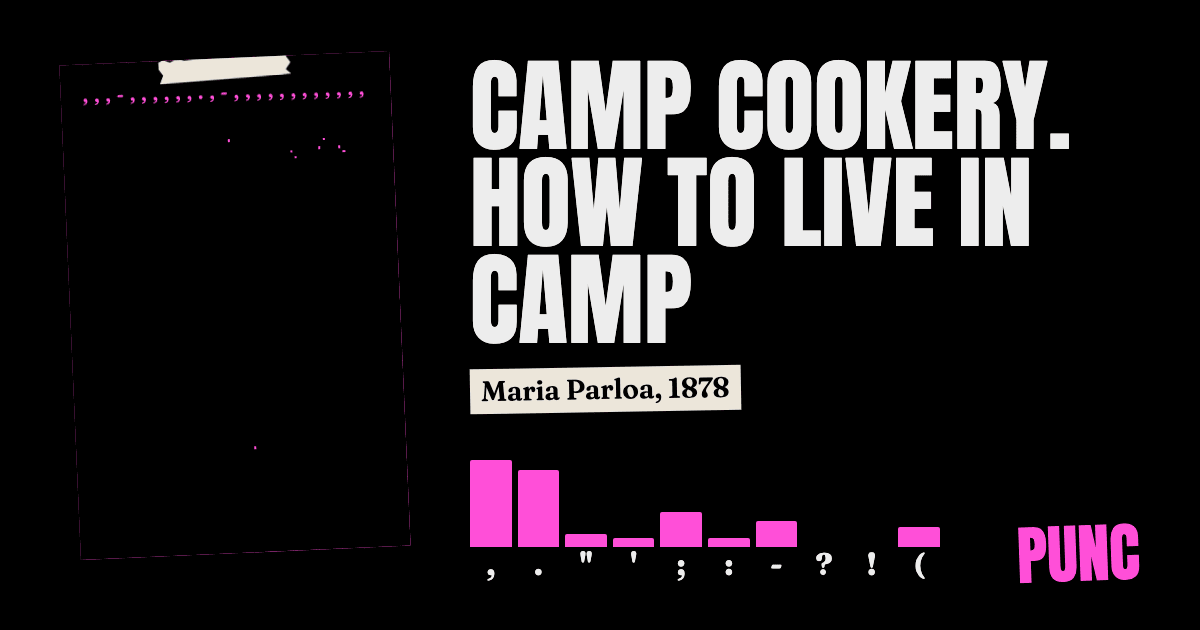 ,,,-,,,,,,.,-,,,,,,,,,,,
CAMP COOKERY.
HOW TO LIVE IN
CAMP
Maria Parloa, 1878
, . " ' ; : - ? ! (
PUNC